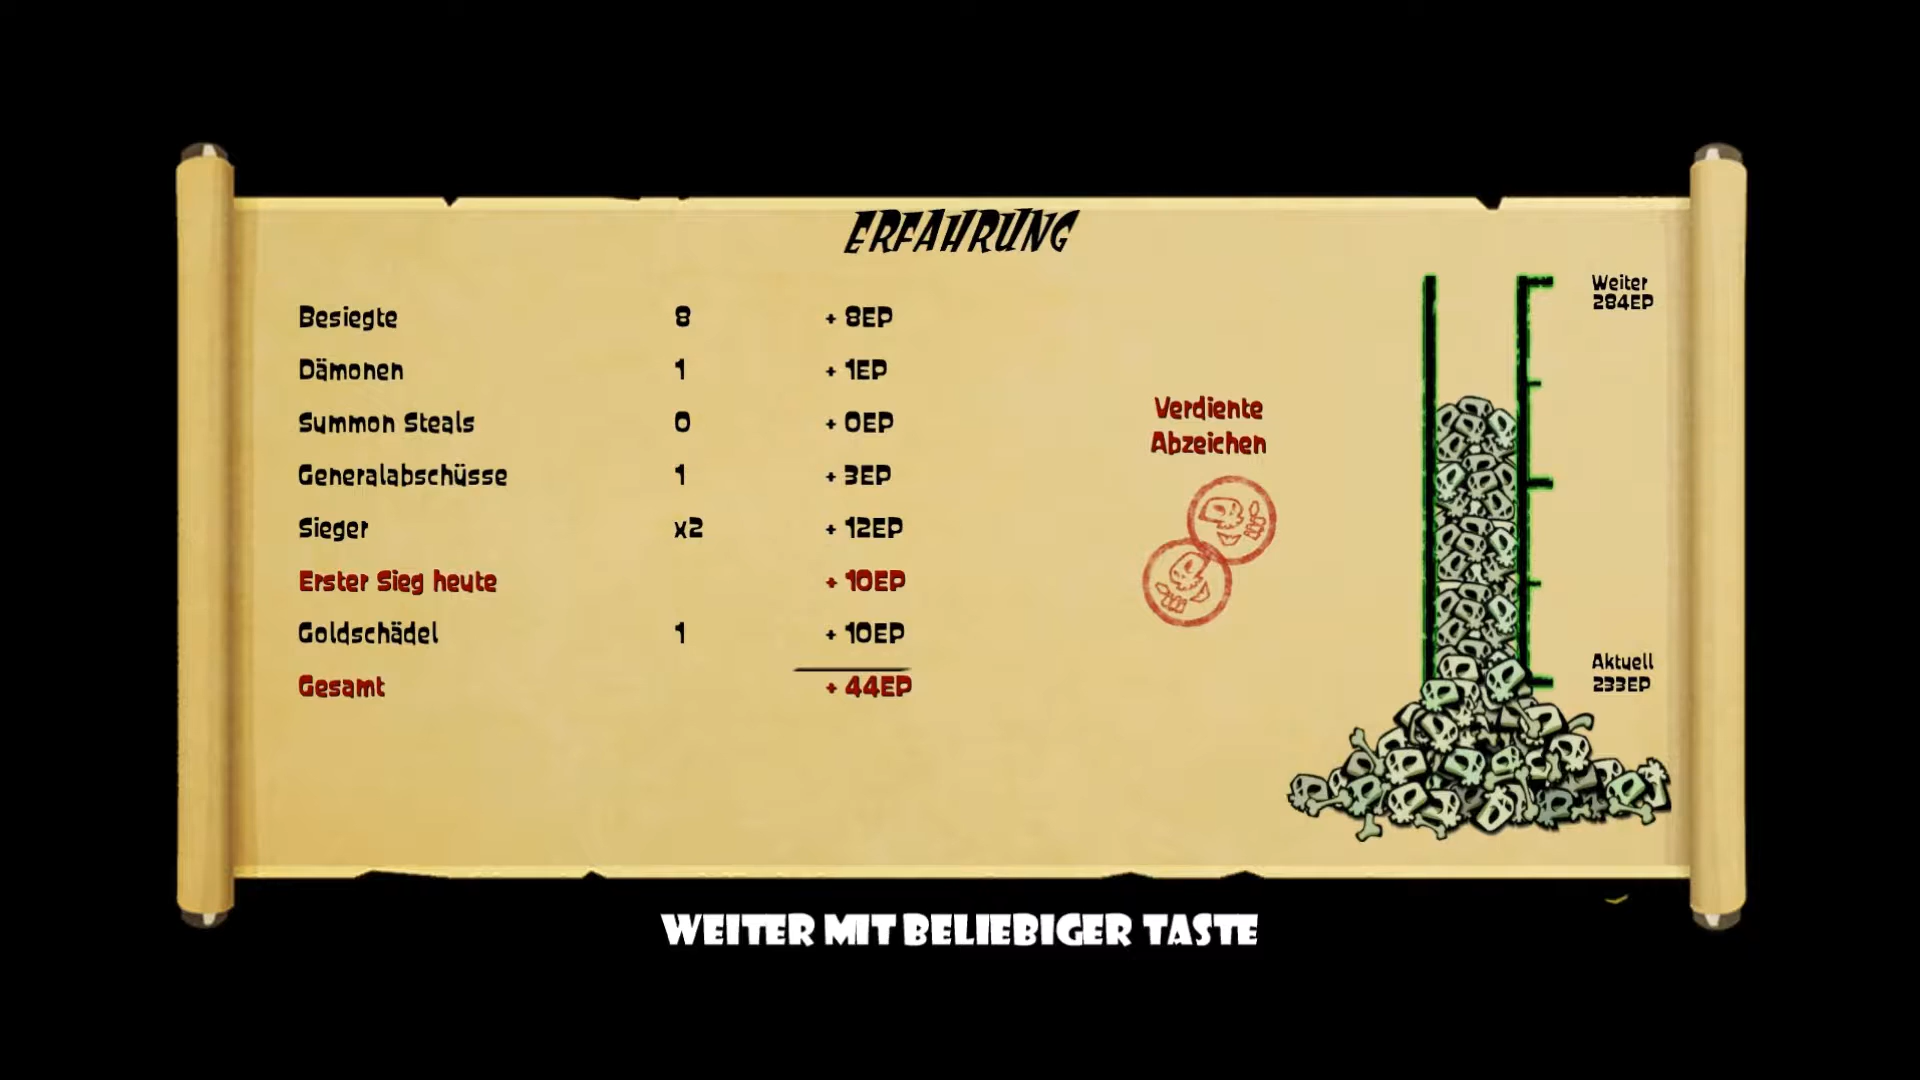 ERFAHRUNG
Besiegte 8 + 8EP
Dämonen 1 + 1EP
Summon Steals 0 + 0EP
Generalabschüsse 1 + 3EP
Sieger x2 + 12EP
Erster Sieg heute + 10EP
Goldschädel 1 + 10EP
Gesamt + 44EP
Verdiente
Abzeichen
Weiter
284EP
Aktuell
233EP
WEITER MIT BELIEBIGER TASTE